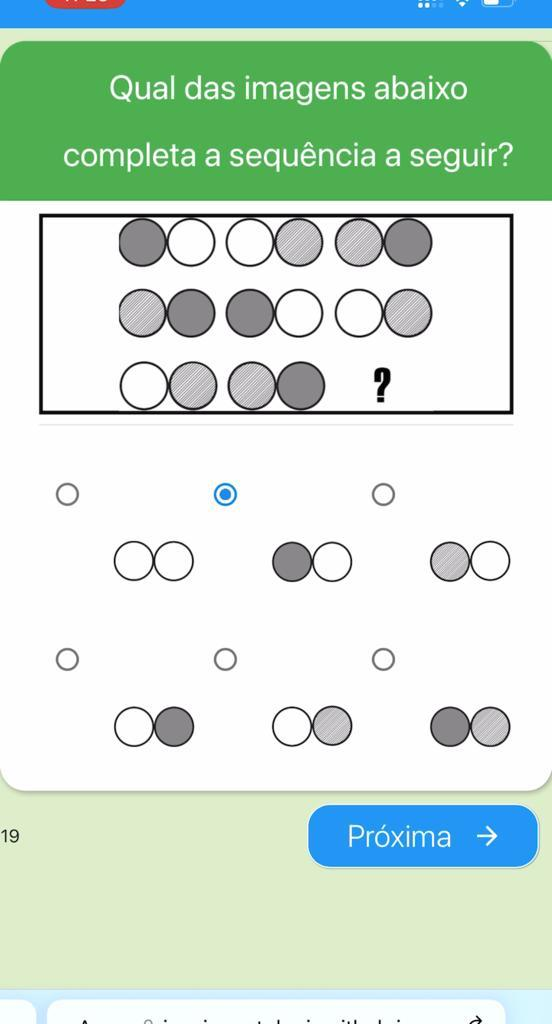 Qual das imagens abaixo
completa a sequência a seguir?
?
19
Próxima →